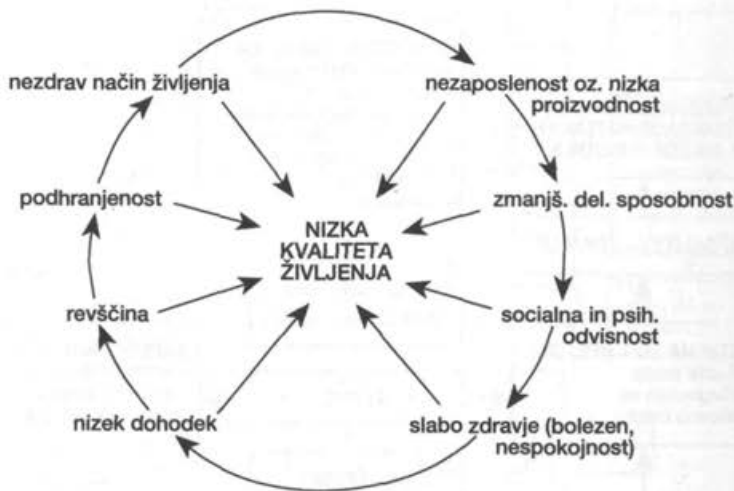 nezdrav način življenja
nezaposlenost oz. nizka
proizvodnost
podhranjenost
zmanjš. del. sposobnost
NIZKA
KVALITETA
ŽIVLJENJA
revščina
socialna in psih.
odvisnost
nizek dohodek
slabo zdravje (bolezen,
nespokojnost)